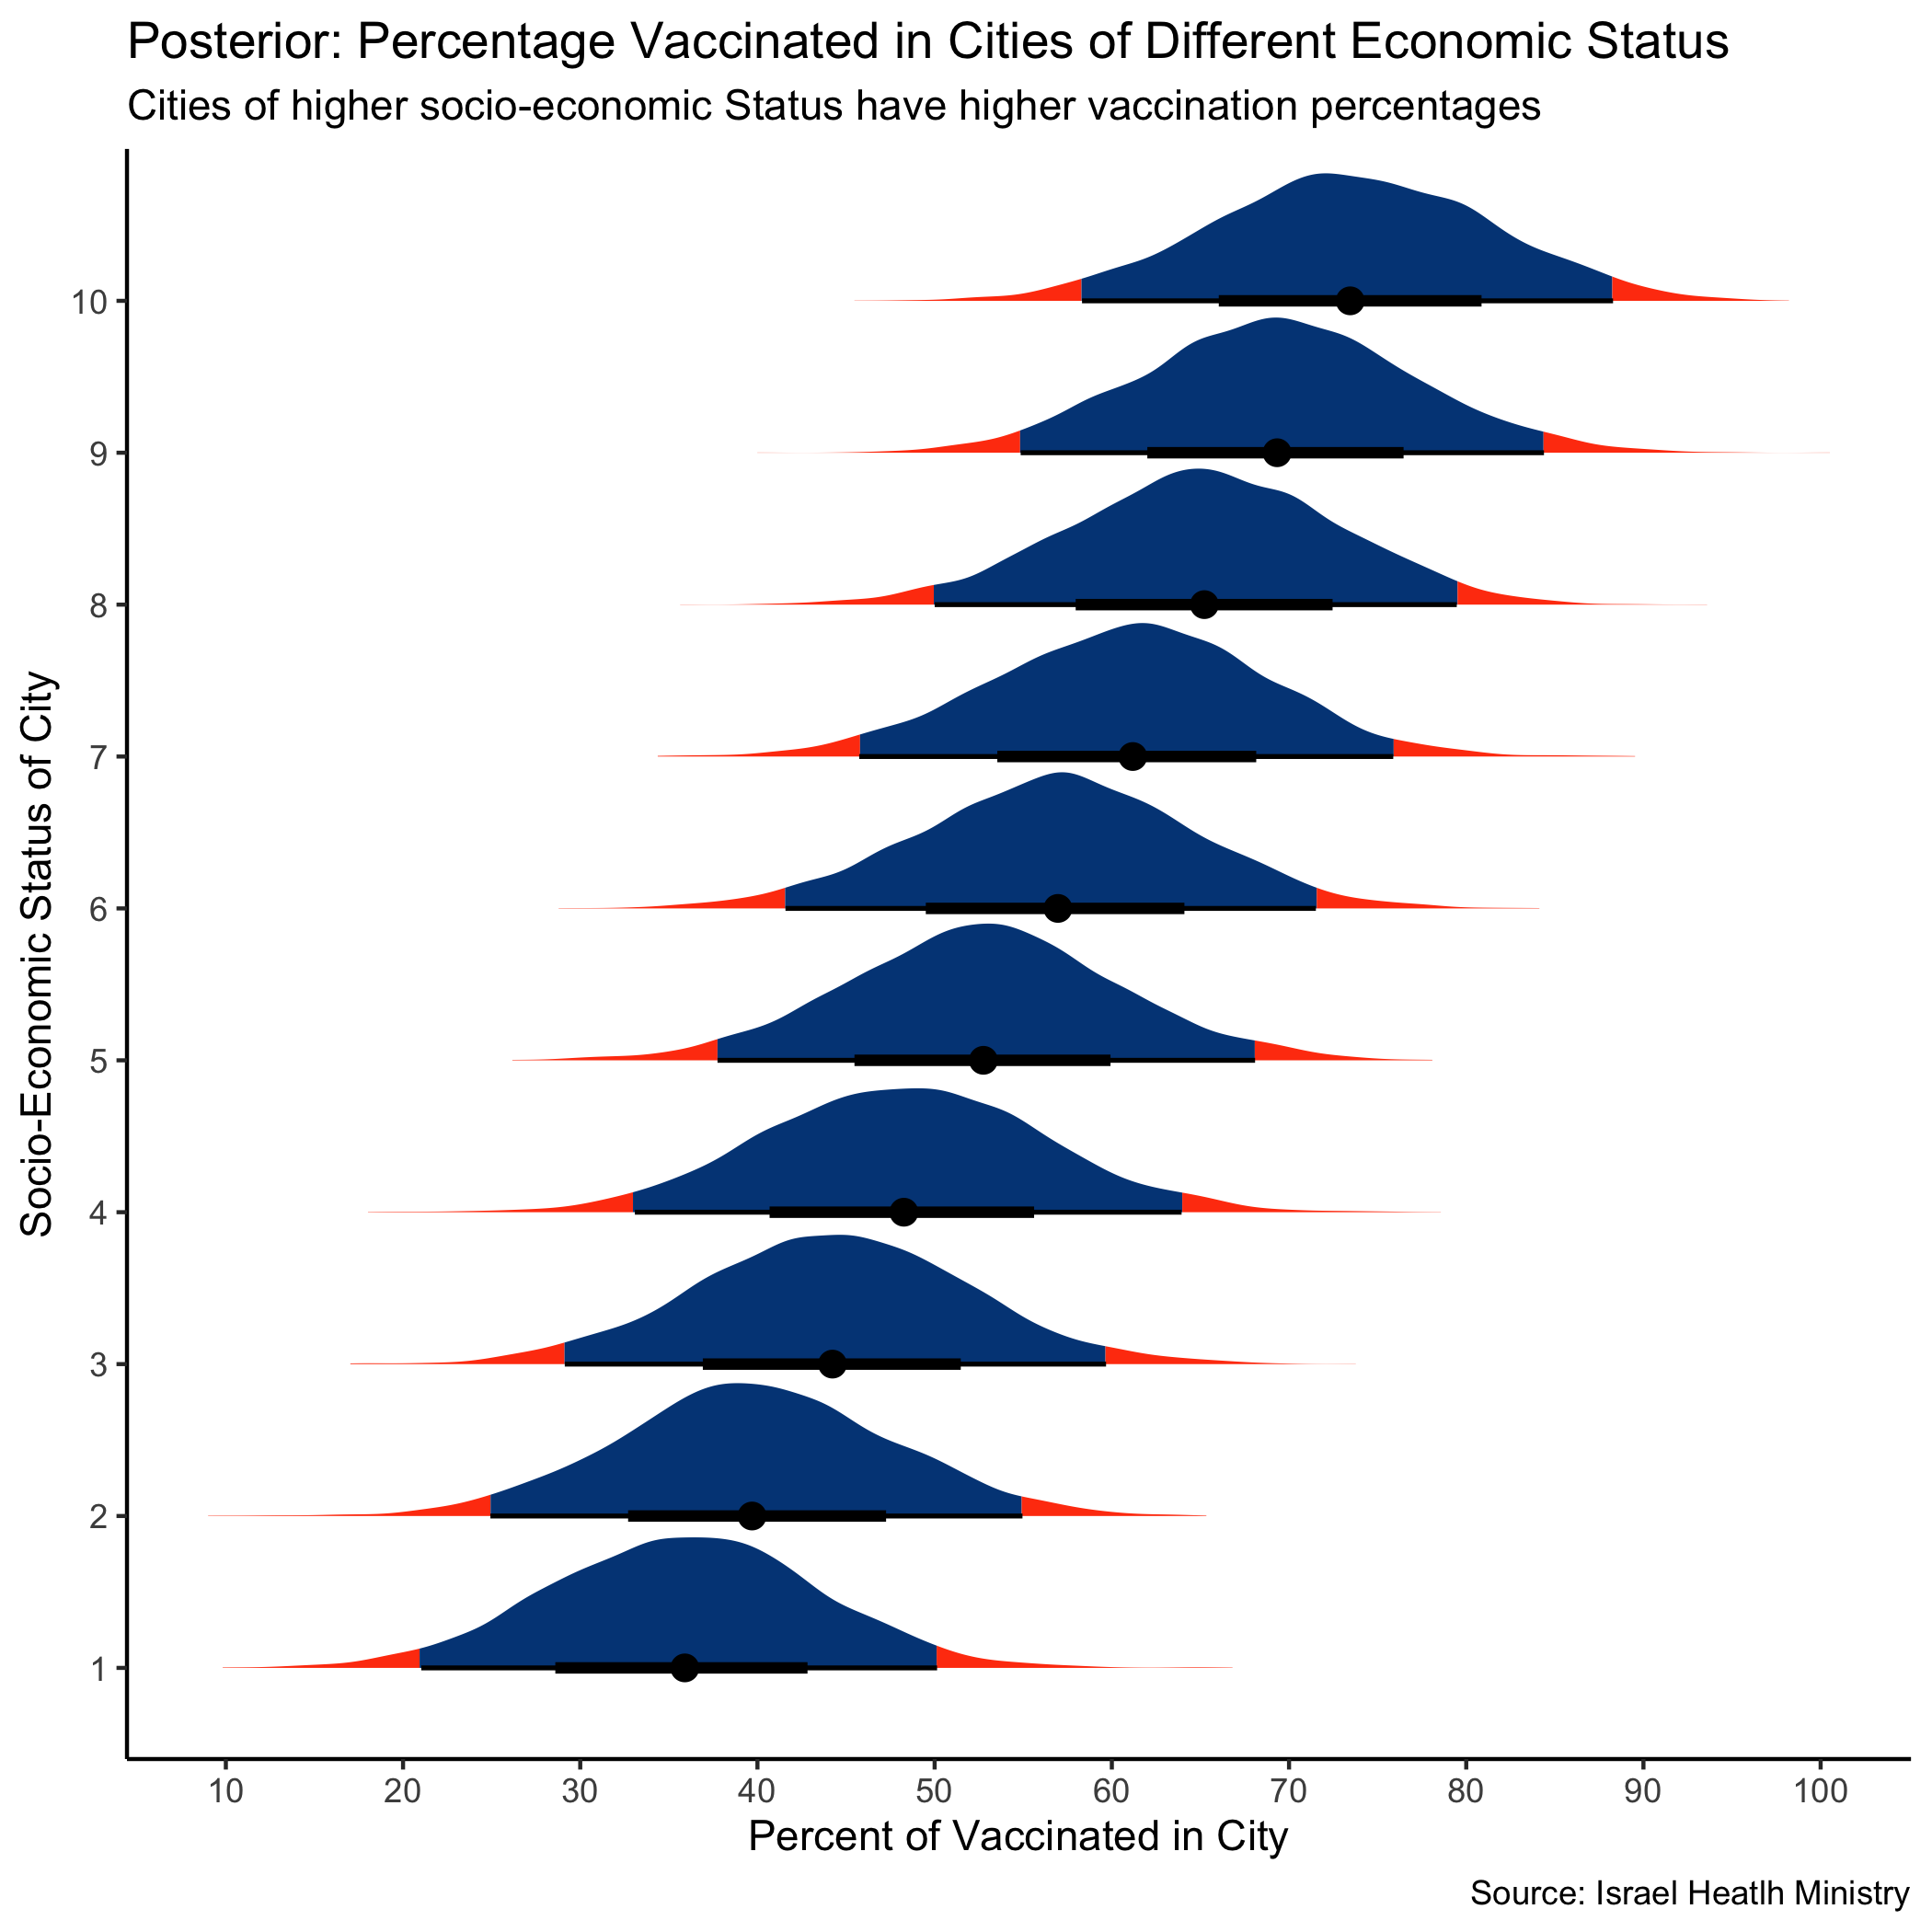 Posterior: Percentage Vaccinated in Cities of Different Economic Status
Cities of higher socio-economic Status have higher vaccination percentages
Socio-Economic Status of City
10
9
8
7
6
5
4
3
2
1
10 20 30 40 50 60 70 80 90 100
Percent of Vaccinated in City
Source: Israel Heatlh Ministry